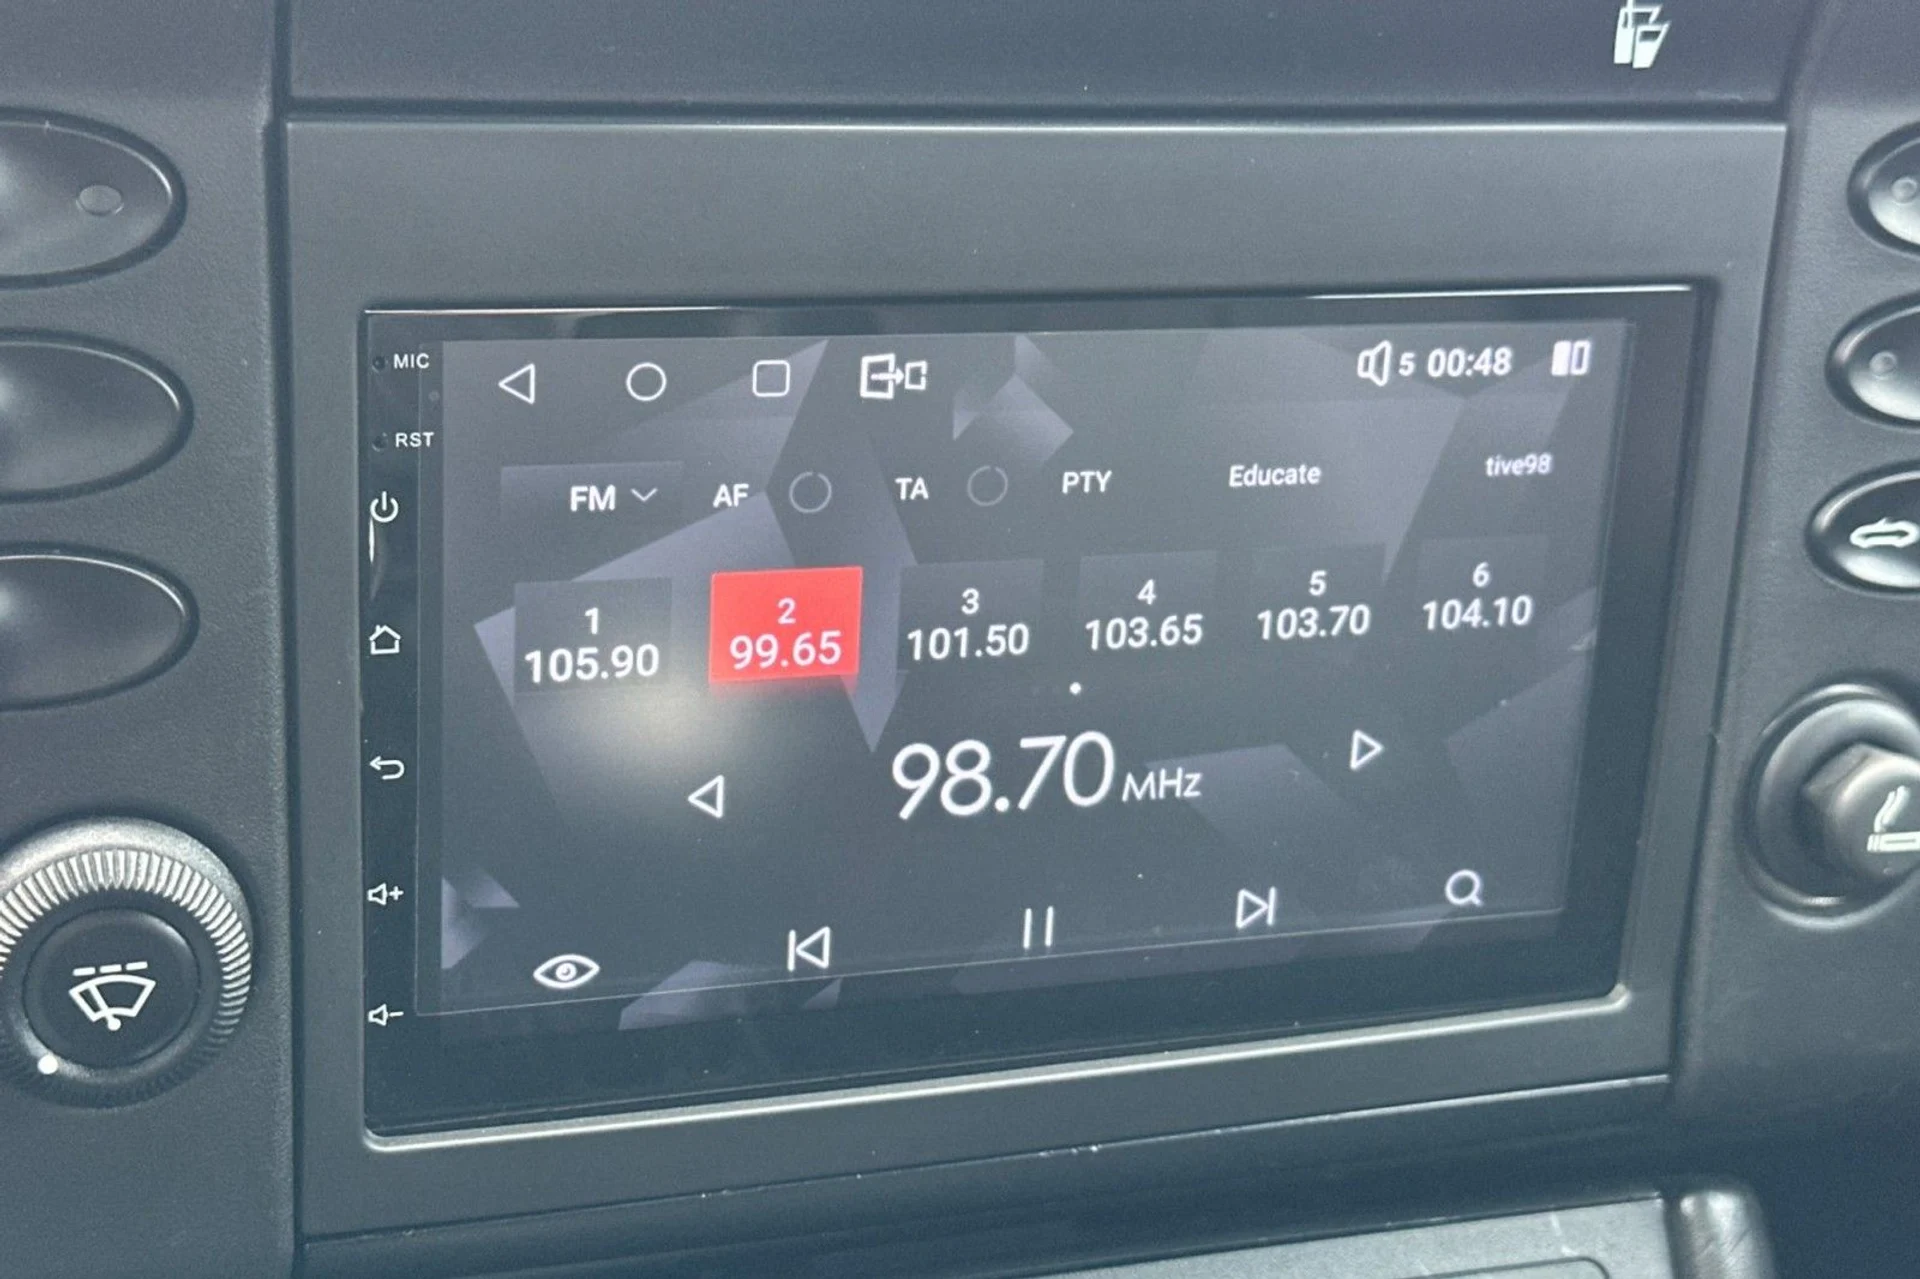 MIC
5 00:48
RST
FM AF TA PTY Educate tive98
1 2 3 4 5 6
105.90 99.65 101.50 103.65 103.70 104.10
98.70 MHz